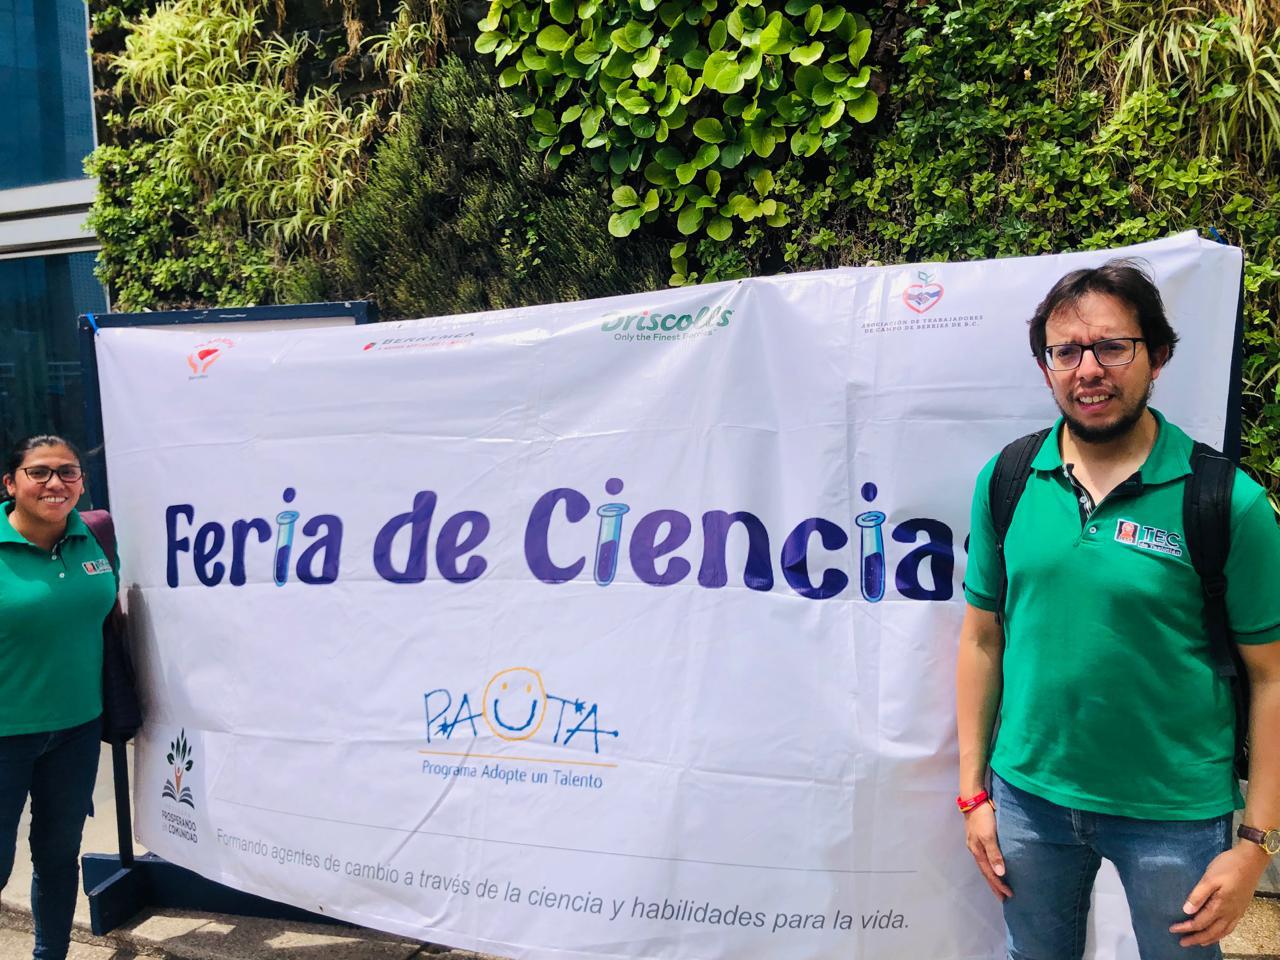 BERRYMEX
Driscoll's
Only the Finest Berries
ASOCIACIÓN DE TRABAJADORES
DE CAMPO DE BERRIES DE B.C.
Feria de Ciencias
PAUTA
Programa Adopte un Talento
PROSPERANDO
EN COMUNIDAD
Formando agentes de cambio a través de la ciencia y habilidades para la vida.
TEC